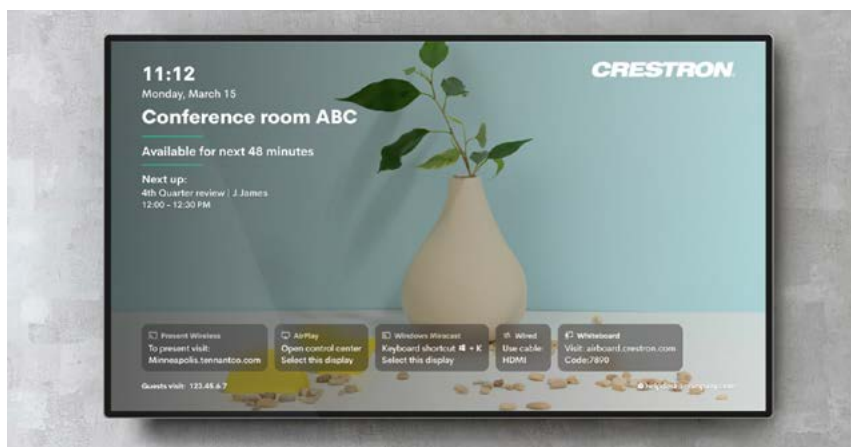 11:12
Monday, March 15
Conference room ABC
Available for next 48 minutes
Next up:
4th Quarter review | J.James
12:00 - 12:30 PM
CRESTRON
Present Wireless
To present visit:
Minneapolis.tennantco.com
AirPlay
Open control center
Select this display
Windows Miracast
Keyboard shortcut + K
Select this display
Wired
Use cable:
HDMI
Whiteboard
Visit: airboard.crestron.com
Code:7890
Guests visit: 123.45.6.7